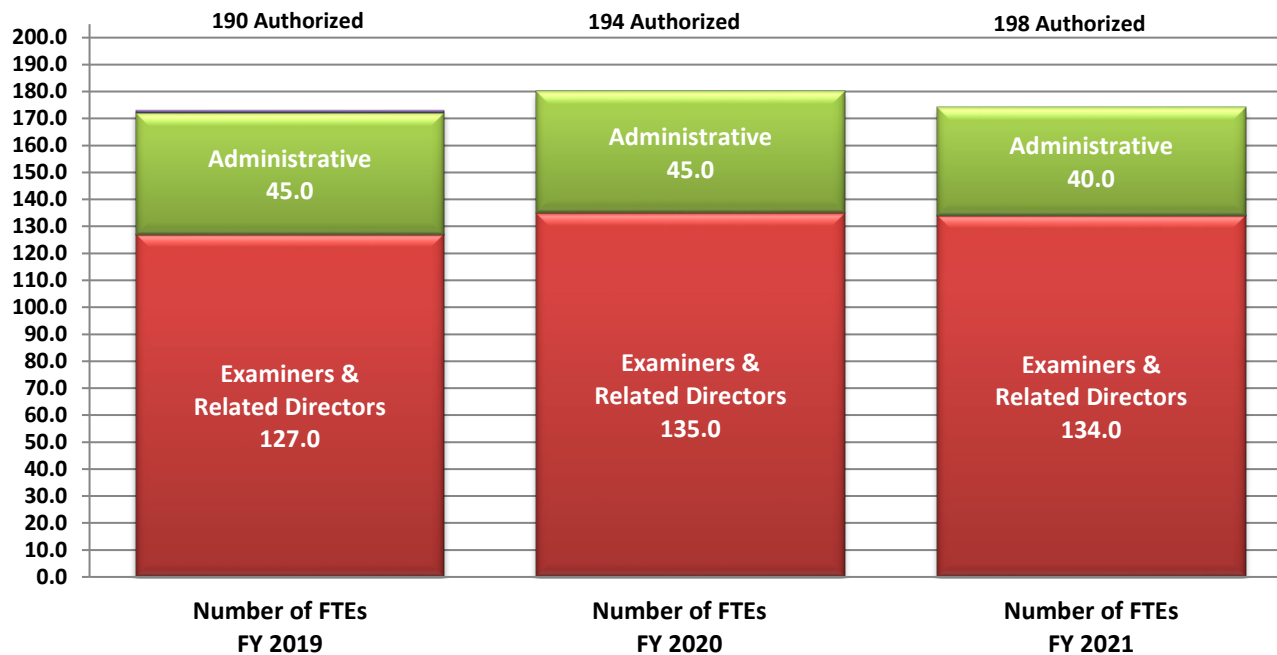 190 Authorized
194 Authorized
198 Authorized
200.0
190.0
180.0
170.0
160.0
150.0
140.0
130.0
120.0
110.0
100.0
90.0
80.0
70.0
60.0
50.0
40.0
30.0
20.0
10.0
0.0
Administrative
45.0
Examiners &
Related Directors
127.0
Administrative
45.0
Examiners &
Related Directors
135.0
Administrative
40.0
Examiners &
Related Directors
134.0
Number of FTEs
FY 2019
Number of FTEs
FY 2020
Number of FTEs
FY 2021